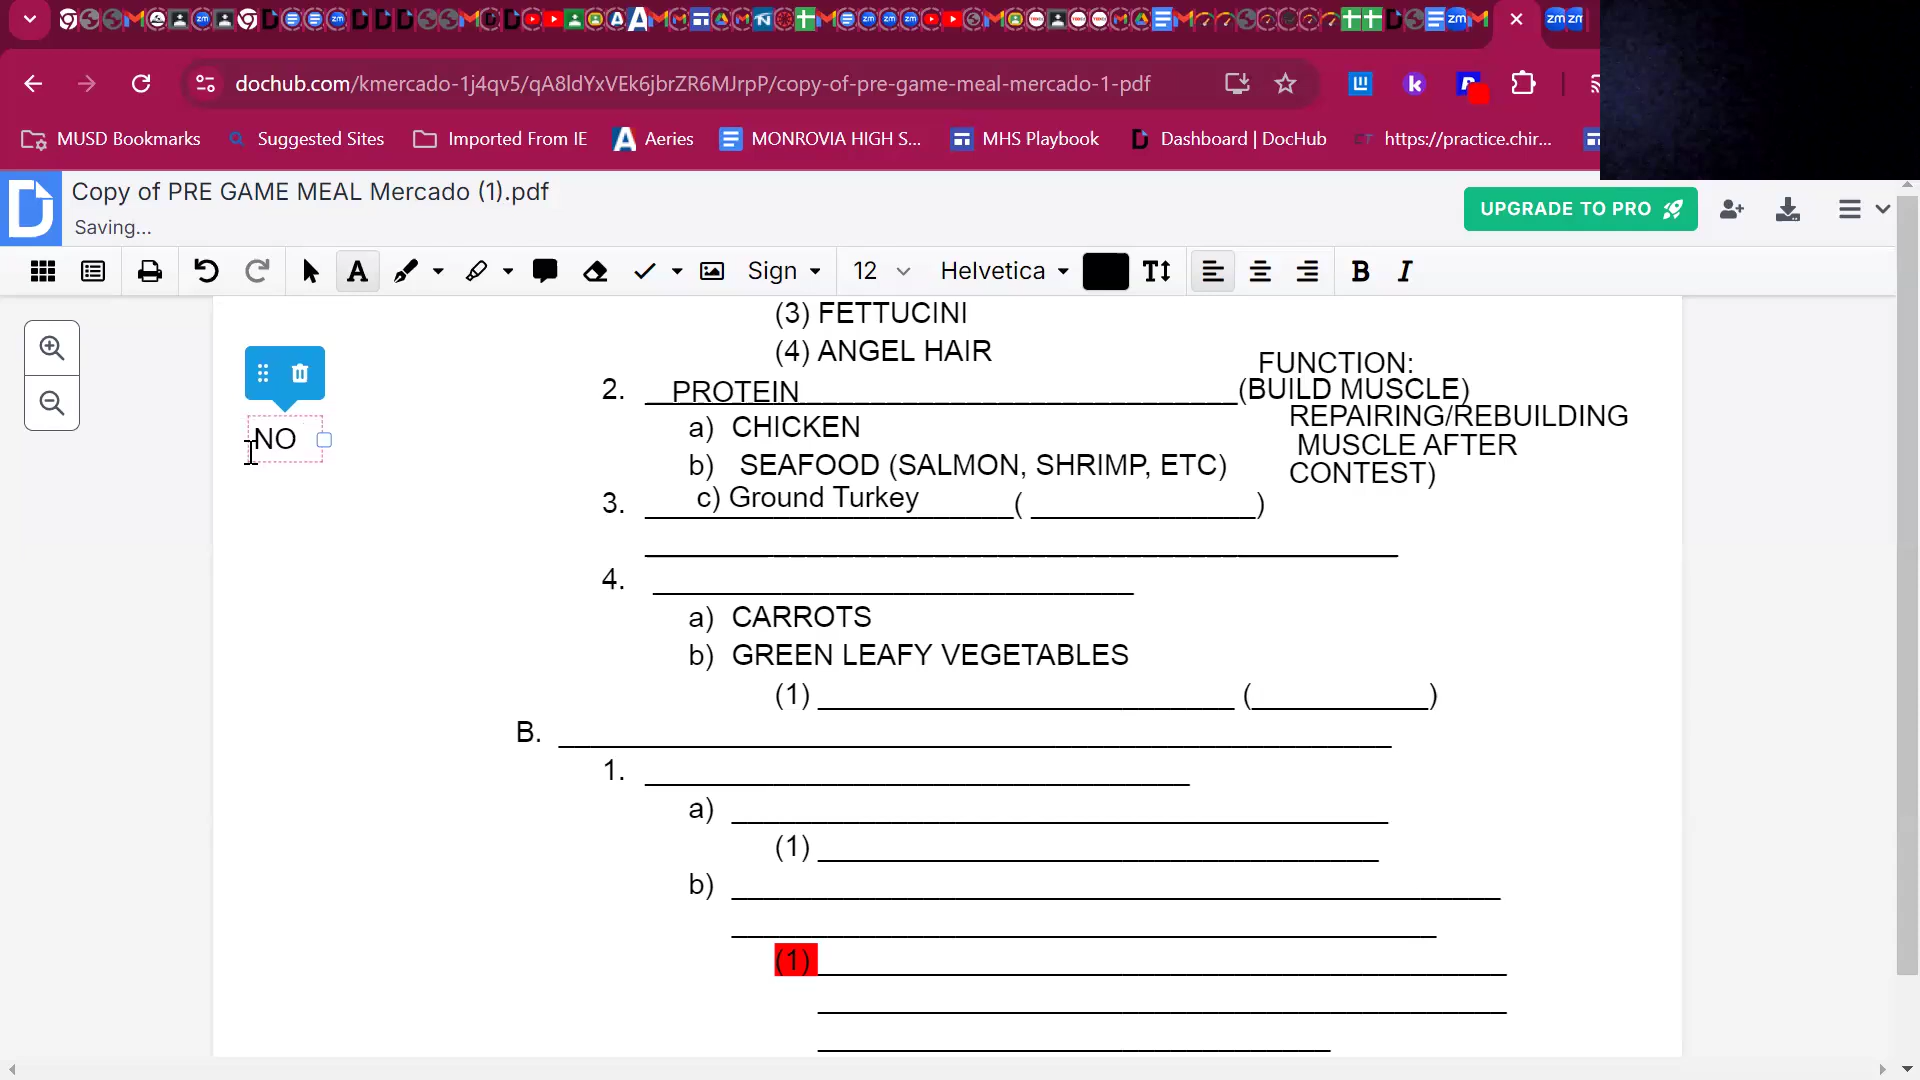 dochub.com/kmercado-1j4qv5/qA8ldYxVEk6jbrZR6MJrpP/copy-of-pre-game-meal-mercado-1-pdf
MUSD Bookmarks Suggested Sites Imported From IE Aeries MONROVIA HIGH S... MHS Playbook Dashboard | DocHub https://practice.chir...
Copy of PRE GAME MEAL Mercado (1).pdf
Saving...
UPGRADE TO PRO
Sign 12 Helvetica B I
(3) FETTUCINI
(4) ANGEL HAIR
FUNCTION:
2. PROTEIN (BUILD MUSCLE)
REPAIRING/REBUILDING
a) CHICKEN
MUSCLE AFTER
NO
b) SEAFOOD (SALMON, SHRIMP, ETC)
CONTEST)
3. c) Ground Turkey ( )
4.
a) CARROTS
b) GREEN LEAFY VEGETABLES
(1) ( )
B.
1.
a)
(1)
b)
(1)